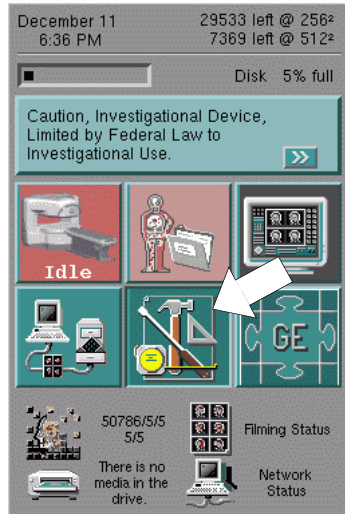 December 11
29533 left @ 256²
6:36 PM
7369 left @ 512²
Disk 5% full
Caution, Investigational Device,
Limited by Federal Law to
Investigational Use.
>>
Idle
GE
50786/5/5
5/5
Filming Status
There is no
media in the
drive.
Network
Status